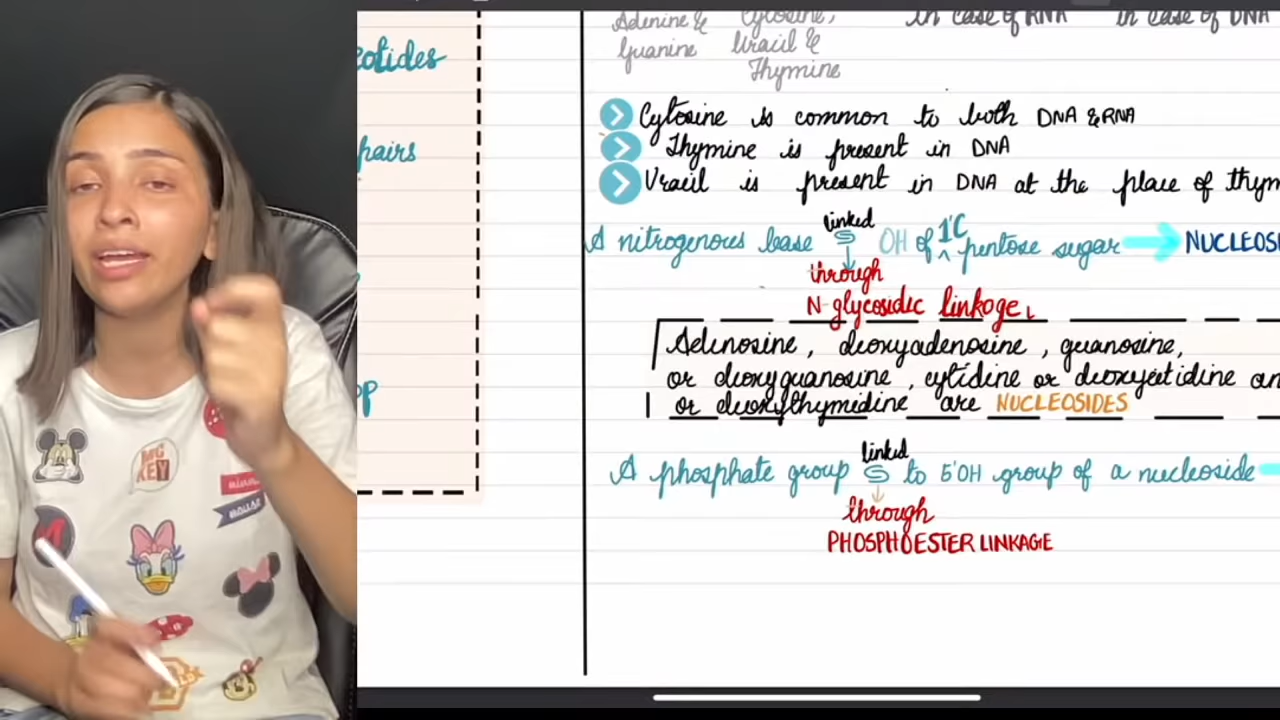 eotides
pairs
op
Adenine & Cytosine, in case of RNA in case of DNA
Guanine Uracil &
Thymine
Cytosine is common to both DNA & RNA
Thymine is present in DNA
Uracil is present in DNA at the place of thym
linked
A nitrogenous base OH of 1'C pentose sugar NUCLEOS
through
N-glycosidic linkage
Adenosine, deoxyadenosine, guanosine,
or deoxyguanosine, cytidine or deoxycytidine an
or deoxythymidine are NUCLEOSIDES
linked
A phosphate group to 5'OH group of a nucleoside
through
PHOSPHOESTER LINKAGE